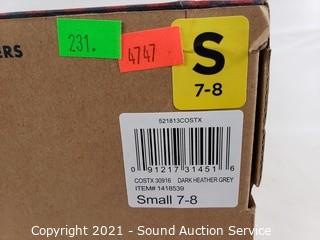 ERS
231.
4747
S
7-8
521813COSTX
0 91217 31451 6
COSTX 30916 DARK HEATHER GREY
ITEM# 1418539
Small 7-8
Copyright 2021 - Sound Auction Service